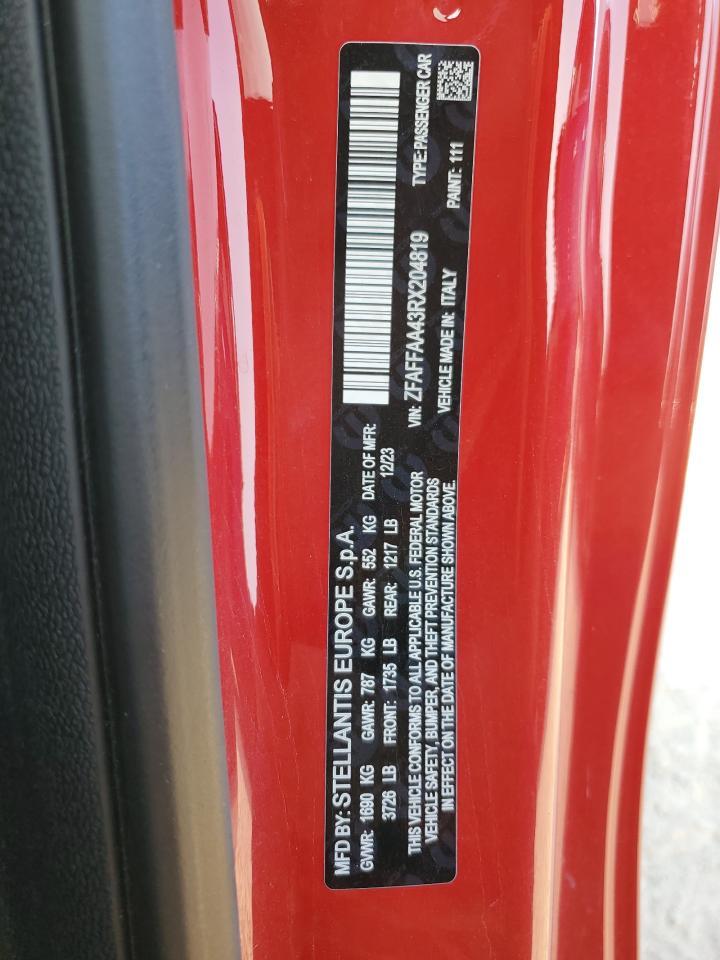 MFD BY: STELLANTIS EUROPE S.p.A.
GVWR: 1690 KG GAWR: 787 KG GAWR: 552 KG DATE OF MFR:
3726 LB FRONT: 1735 LB REAR: 1217 LB 12/23
THIS VEHICLE CONFORMS TO ALL APPLICABLE U.S. FEDERAL MOTOR
VEHICLE SAFETY, BUMPER, AND THEFT PREVENTION STANDARDS
IN EFFECT ON THE DATE OF MANUFACTURE SHOWN ABOVE.
VIN: ZFAFFAA43RX204819 TYPE:PASSENGER CAR
VEHICLE MADE IN: ITALY PAINT: 111